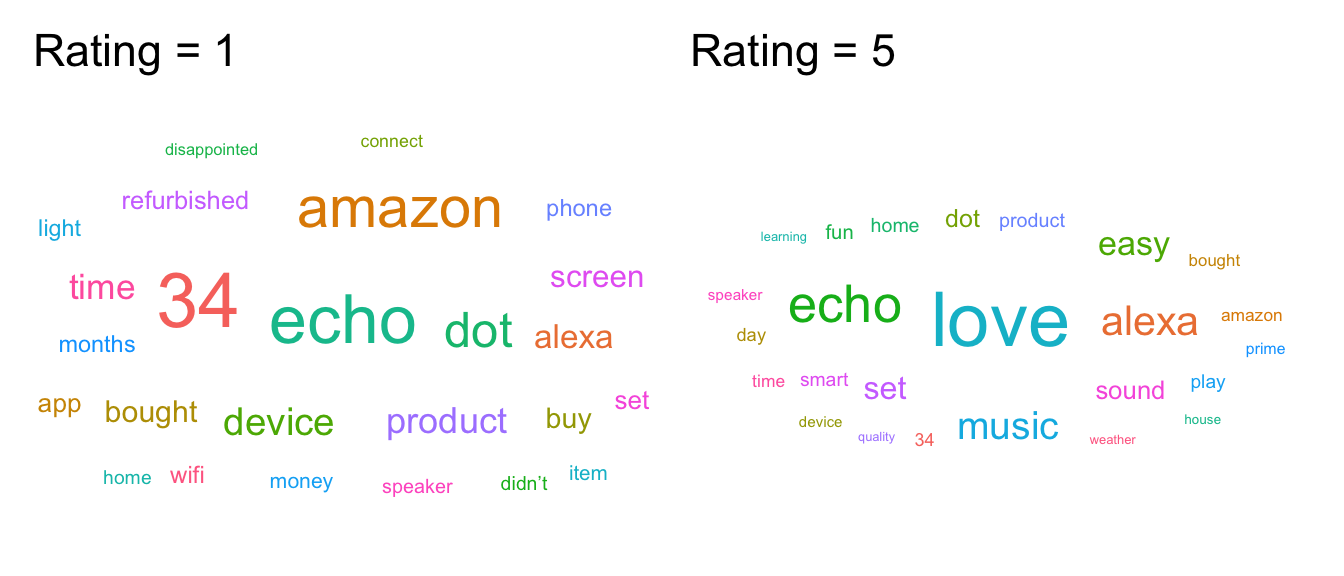 Rating = 1
disappointed
connect
refurbished
amazon
phone
light
time
34
echo
dot
alexa
screen
months
app
bought
device
product
buy
set
home
wifi
money
speaker
didn’t
item
Rating = 5
learning
fun
home
dot
product
easy
bought
speaker
echo
love
alexa
amazon
day
prime
time
smart
set
sound
play
device
quality
34
music
weather
house